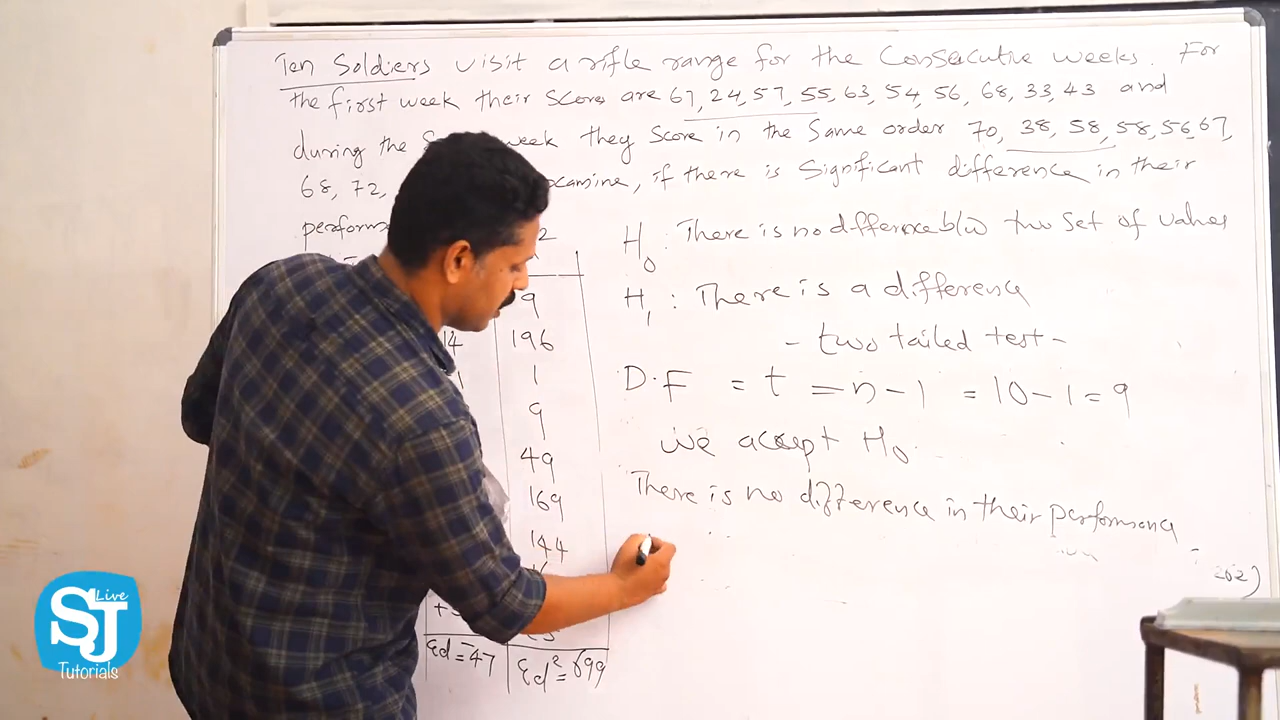 Ten Soldiers visit a rifle range for the Consecutive weeks. For
the first week their Scores are 67, 24, 57, 55, 63, 54, 56, 68, 33, 43 and
during the week they Score in the Same order 70, 38, 58, 58, 56, 67,
68, 72, if there is Significant difference in their
2
H0 : There is no difference b/w two Set of values
H1 : There is a difference
- two tailed test -
D.F = t = n - 1 = 10 - 1 = 9
we accept H0.
There is no difference in their performance
9
14 196
1
9
49
169
144
Σd = 47 Σd² = 699
Live
SJ
Tutorials